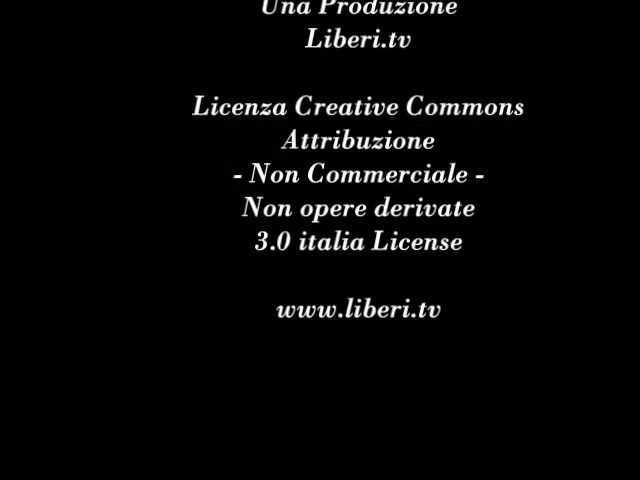 Una Produzione
Liberi.tv
Licenza Creative Commons
Attribuzione
- Non Commerciale -
Non opere derivate
3.0 italia License
www.liberi.tv